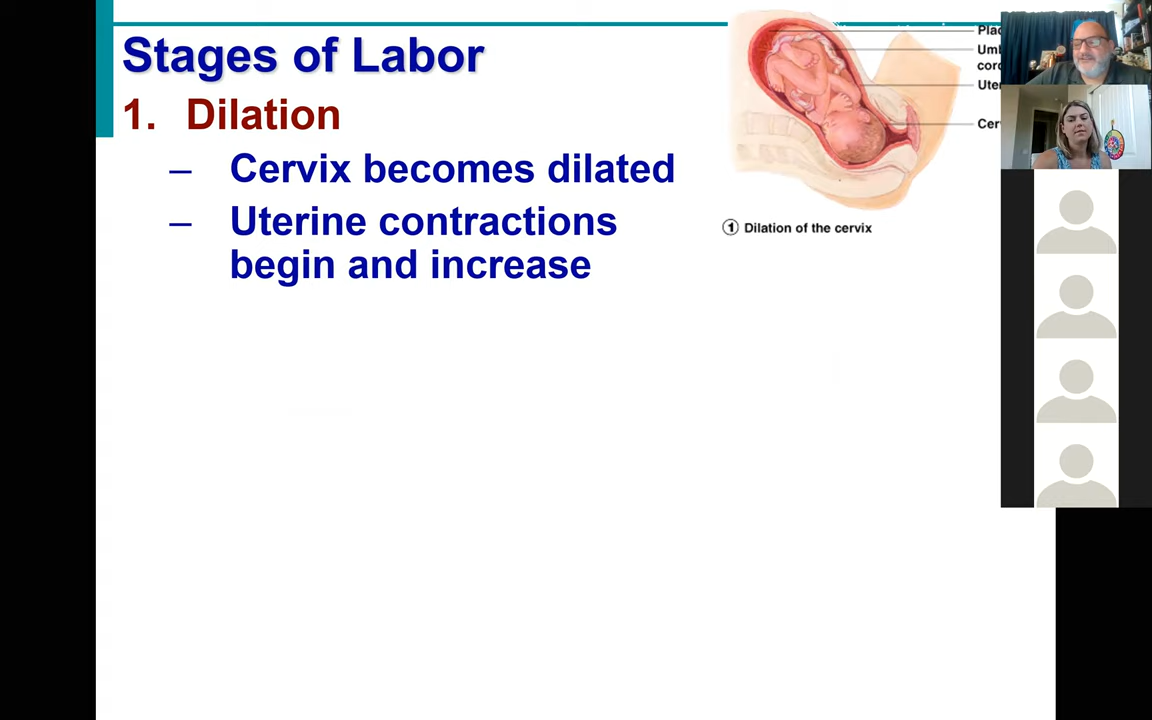 Stages of Labor
1. Dilation
– Cervix becomes dilated
– Uterine contractions
begin and increase
① Dilation of the cervix